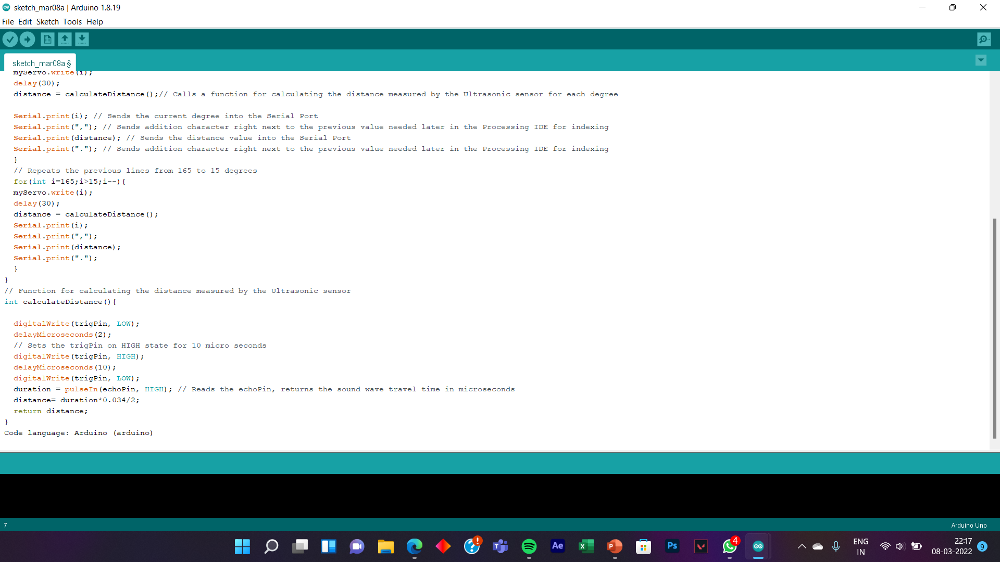 sketch_mar08a | Arduino 1.8.19
File Edit Sketch Tools Help
sketch_mar08a §
myServo.write(i);
delay(30);
distance = calculateDistance();// Calls a function for calculating the distance measured by the Ultrasonic sensor for each degree
Serial.print(i); // Sends the current degree into the Serial Port
Serial.print(","); // Sends addition character right next to the previous value needed later in the Processing IDE for indexing
Serial.print(distance); // Sends the distance value into the Serial Port
Serial.print("."); // Sends addition character right next to the previous value needed later in the Processing IDE for indexing
}
// Repeats the previous lines from 165 to 15 degrees
for(int i=165;i>15;i--){
myServo.write(i);
delay(30);
distance = calculateDistance();
Serial.print(i);
Serial.print(",");
Serial.print(distance);
Serial.print(".");
}
}
// Function for calculating the distance measured by the Ultrasonic sensor
int calculateDistance(){
digitalWrite(trigPin, LOW);
delayMicroseconds(2);
// Sets the trigPin on HIGH state for 10 micro seconds
digitalWrite(trigPin, HIGH);
delayMicroseconds(10);
digitalWrite(trigPin, LOW);
duration = pulseIn(echoPin, HIGH); // Reads the echoPin, returns the sound wave travel time in microseconds
distance= duration*0.034/2;
return distance;
}
Code language: Arduino (arduino)
7
Arduino Uno
Ae
Ps
4
ENG
IN
22:17
08-03-2022
9